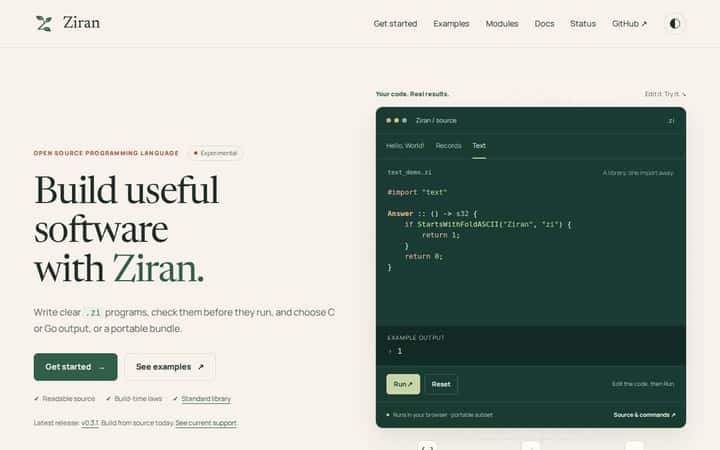 Ziran
Get started Examples Modules Docs Status GitHub ↗
Your code. Real results. Edit it. Try it. ↘
Ziran / source zi
Hello, World! Records Text
text_demo.zi A library, one import away.
#import "text"
Answer :: () -> s32 {
if StartsWithFoldASCII("Ziran", "zi") {
return 1;
}
return 0;
}
EXAMPLE OUTPUT
› 1
Run ↗ Reset Edit the code, then Run.
Runs in your browser · portable subset Source & commands ↗
OPEN SOURCE PROGRAMMING LANGUAGE Experimental
Build useful
software
with Ziran.
Write clear .zi programs, check them before they run, and choose C
or Go output, or a portable bundle.
Get started → See examples ↗
✓ Readable source ✓ Build-time laws ✓ Standard library
Latest release: v0.3.1. Build from source today. See current support.